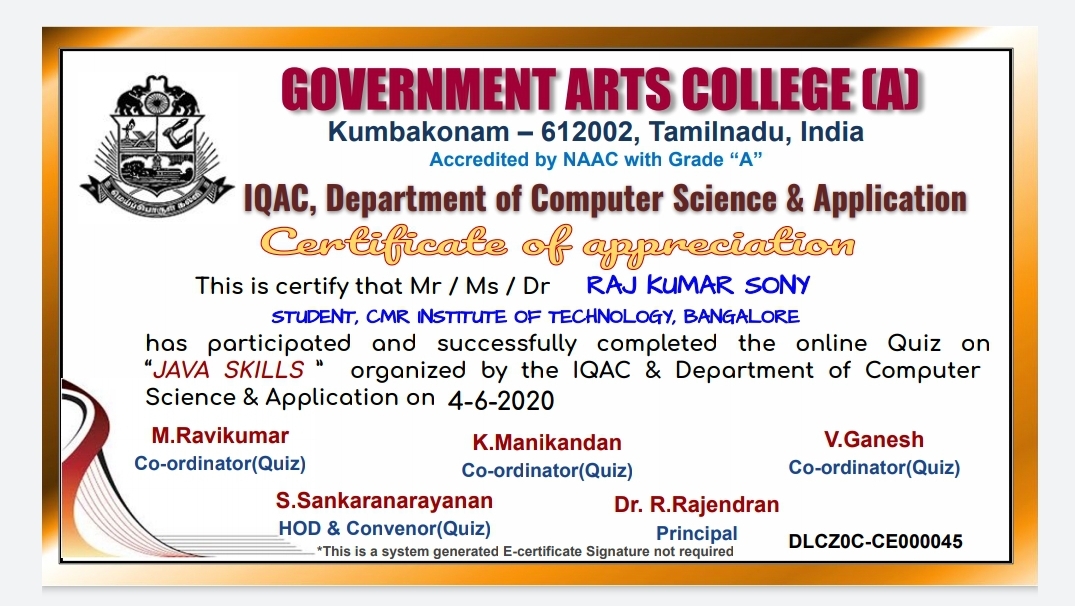 GOVERNMENT ARTS COLLEGE (A)
Kumbakonam – 612002, Tamilnadu, India
Accredited by NAAC with Grade “A”
IQAC, Department of Computer Science & Application
Certificate of appreciation
This is certify that Mr / Ms / Dr RAJ KUMAR SONY
STUDENT, CMR INSTITUTE OF TECHNOLOGY, BANGALORE
has participated and successfully completed the online Quiz on
“JAVA SKILLS ” organized by the IQAC & Department of Computer
Science & Application on 4-6-2020
M.Ravikumar K.Manikandan V.Ganesh
Co-ordinator(Quiz) Co-ordinator(Quiz) Co-ordinator(Quiz)
S.Sankaranarayanan Dr. R.Rajendran
HOD & Convenor(Quiz) Principal DLCZ0C-CE000045
*This is a system generated E-certificate Signature not required